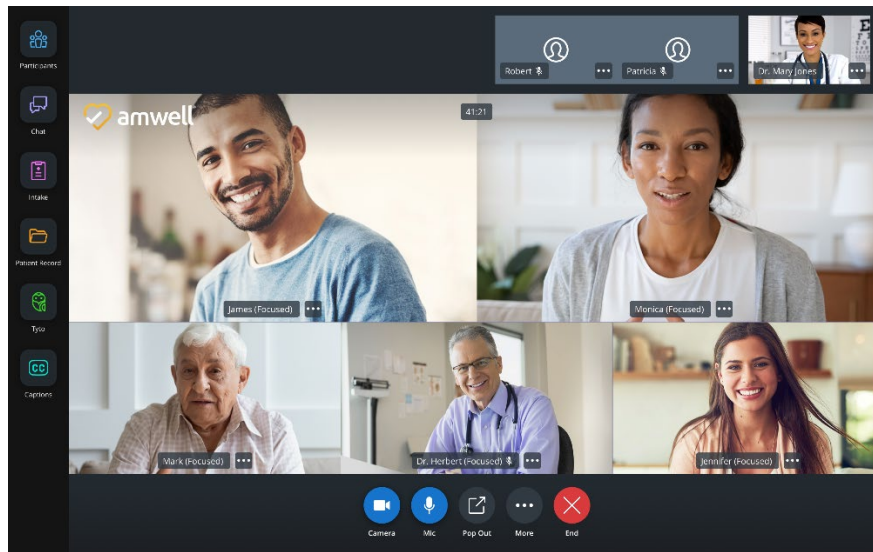 Participants
Chat
Intake
Patient Record
Tyto
CC
Captions
Robert
Patricia
Dr. Mary Jones
amwell
41:21
James (Focused)
Monica (Focused)
Mark (Focused)
Dr. Herbert (Focused)
Jennifer (Focused)
Camera
Mic
Pop Out
More
End